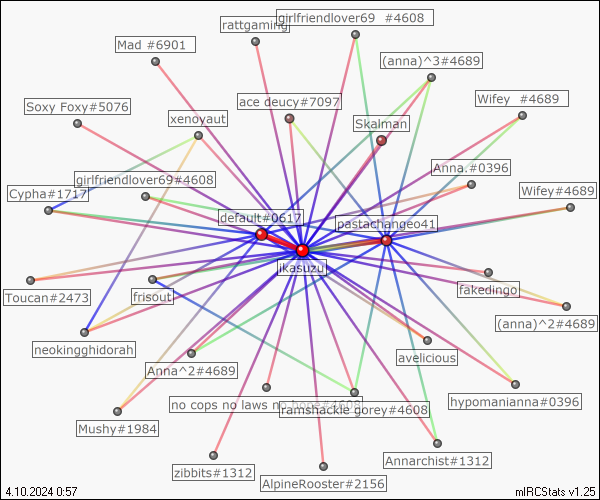 rattgaming
girlfriendlover69 #4608
Mad #6901
(anna)^3#4689
Soxy Foxy#5076
ace deucy#7097
Wifey #4689
xenoyaut
Skalman
Anna.#0396
girlfriendlover69#4608
Cypha#1717
Wifey#4689
default#0617
pastachangeo41
ikasuzu
Toucan#2473
frisout
fakedingo
(anna)^2#4689
neokingghidorah
Anna^2#4689
avelicious
no cops no laws no hope#4608
ramshackle gorey#4608
hypomanianna#0396
Mushy#1984
zibbits#1312
AlpineRooster#2156
Annarchist#1312
4.10.2024 0:57
mIRCStats v1.25